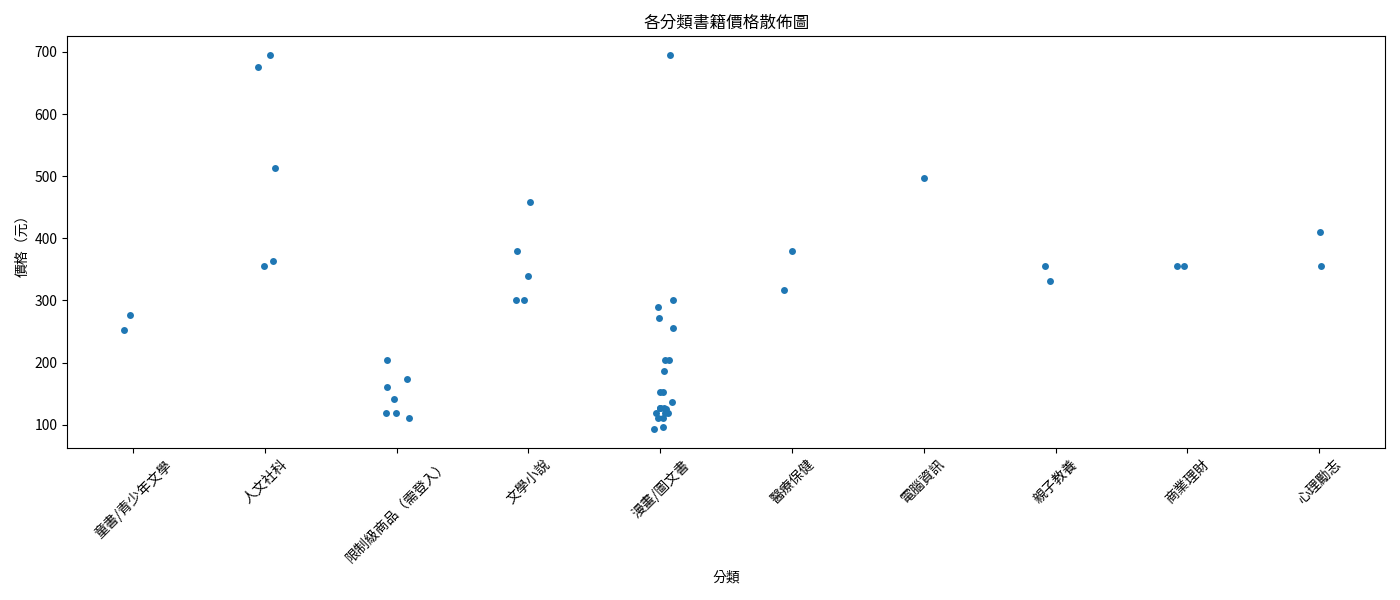 各分類書籍價格散佈圖
700
600
500
400
300
200
100
價格（元）
童書/青少年文學
人文社科
限制級商品（需登入）
文學小說
漫畫/圖文書
醫療保健
電腦資訊
親子教養
商業理財
心理勵志
分類